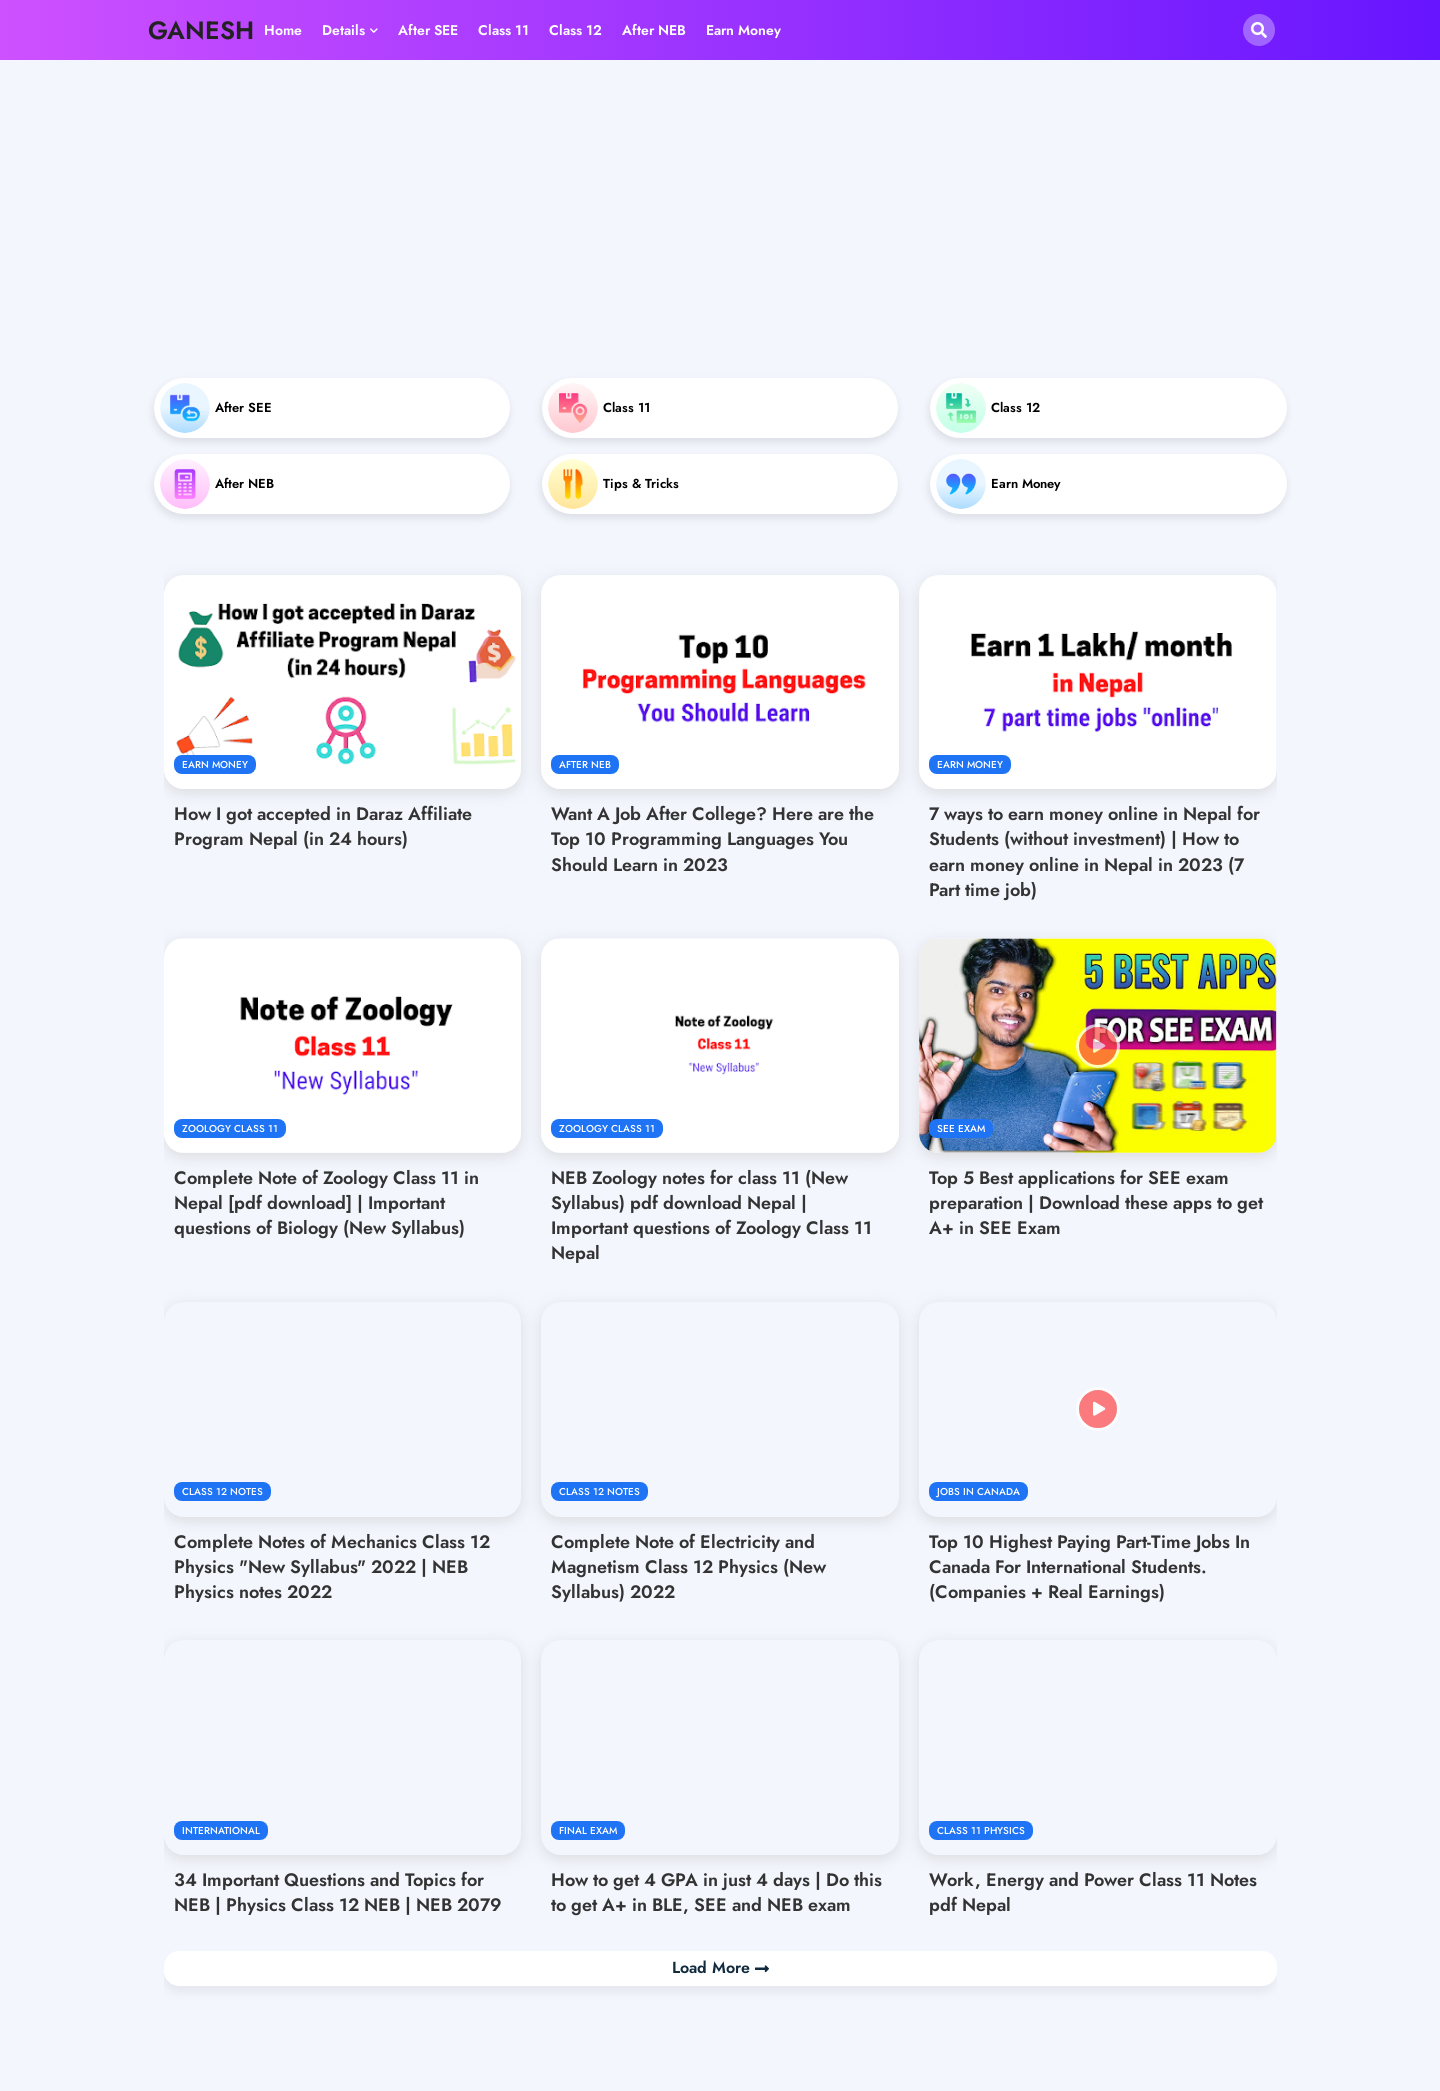 GANESH
Home
Details
After SEE
Class 11
Class 12
After NEB
Earn Money
After SEE
Class 11
Class 12
After NEB
Tips & Tricks
Earn Money
How I got accepted in Daraz
Affiliate Program Nepal
(in 24 hours)
EARN MONEY
How I got accepted in Daraz Affiliate
Program Nepal (in 24 hours)
Top 10
Programming Languages
You Should Learn
AFTER NEB
Want A Job After College? Here are the
Top 10 Programming Languages You
Should Learn in 2023
Earn 1 Lakh/ month
in Nepal
7 part time jobs "online"
EARN MONEY
7 ways to earn money online in Nepal for
Students (without investment) | How to
earn money online in Nepal in 2023 (7
Part time job)
Note of Zoology
Class 11
"New Syllabus"
ZOOLOGY CLASS 11
Complete Note of Zoology Class 11 in
Nepal [pdf download] | Important
questions of Biology (New Syllabus)
Note of Zoology
Class 11
"New Syllabus"
ZOOLOGY CLASS 11
NEB Zoology notes for class 11 (New
Syllabus) pdf download Nepal |
Important questions of Zoology Class 11
Nepal
5 BEST APPS
FOR SEE EXAM
SEE EXAM
Top 5 Best applications for SEE exam
preparation | Download these apps to get
A+ in SEE Exam
CLASS 12 NOTES
Complete Notes of Mechanics Class 12
Physics "New Syllabus" 2022 | NEB
Physics notes 2022
CLASS 12 NOTES
Complete Note of Electricity and
Magnetism Class 12 Physics (New
Syllabus) 2022
JOBS IN CANADA
Top 10 Highest Paying Part-Time Jobs In
Canada For International Students.
(Companies + Real Earnings)
INTERNATIONAL
34 Important Questions and Topics for
NEB | Physics Class 12 NEB | NEB 2079
FINAL EXAM
How to get 4 GPA in just 4 days | Do this
to get A+ in BLE, SEE and NEB exam
CLASS 11 PHYSICS
Work, Energy and Power Class 11 Notes
pdf Nepal
Load More